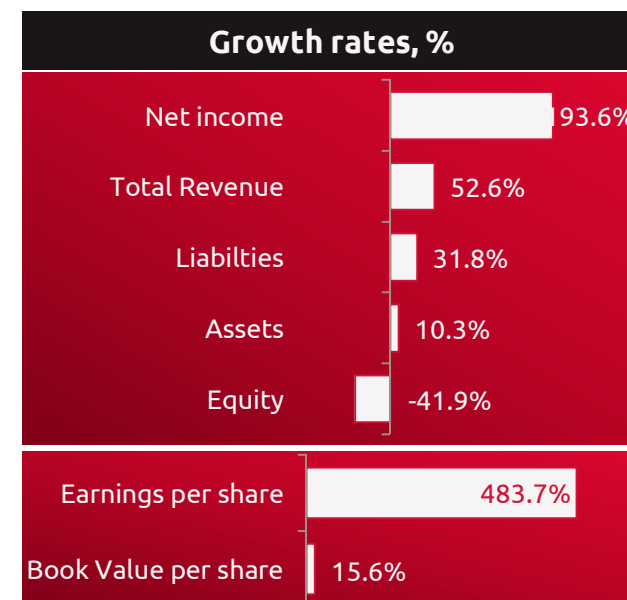 Growth rates, %
Net income 193.6%
Total Revenue 52.6%
Liabilties 31.8%
Assets 10.3%
Equity -41.9%
Earnings per share 483.7%
Book Value per share 15.6%